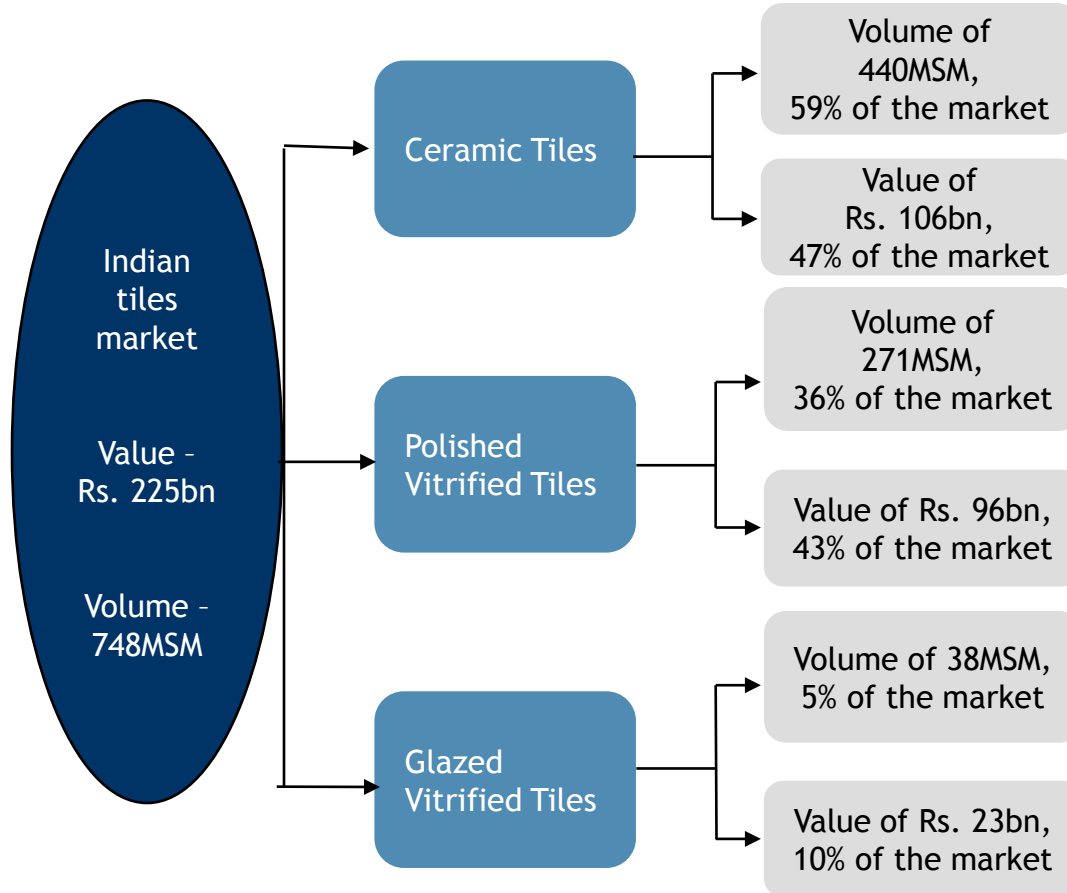 Indian
tiles
market
Value –
Rs. 225bn
Volume –
748MSM
Ceramic Tiles
Volume of
440MSM,
59% of the market
Value of
Rs. 106bn,
47% of the market
Polished
Vitrified Tiles
Volume of
271MSM,
36% of the market
Value of Rs. 96bn,
43% of the market
Glazed
Vitrified Tiles
Volume of 38MSM,
5% of the market
Value of Rs. 23bn,
10% of the market